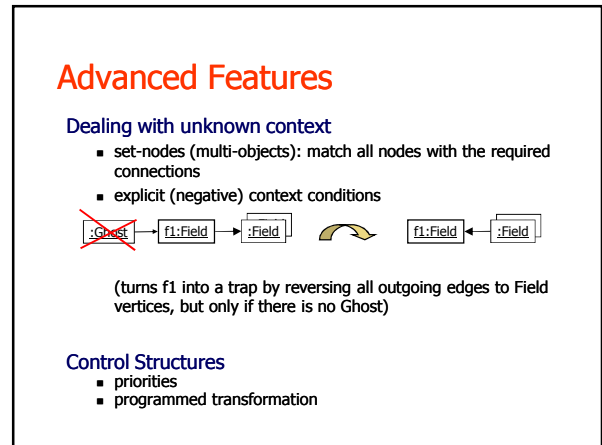 Advanced Features
Dealing with unknown context
▪ set-nodes (multi-objects): match all nodes with the required
connections
▪ explicit (negative) context conditions
:Ghost f1:Field :Field f1:Field :Field
(turns f1 into a trap by reversing all outgoing edges to Field
vertices, but only if there is no Ghost)
Control Structures
▪ priorities
▪ programmed transformation